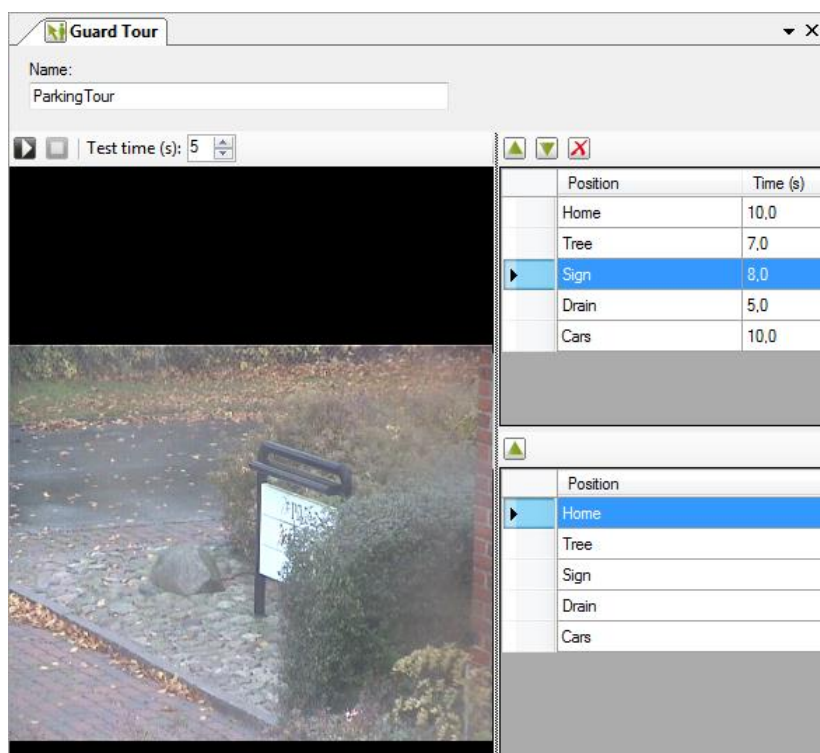 Guard Tour
Name:
ParkingTour
Test time (s): 5
Position Time (s)
Home 10,0
Tree 7,0
Sign 8,0
Drain 5,0
Cars 10,0
Position
Home
Tree
Sign
Drain
Cars